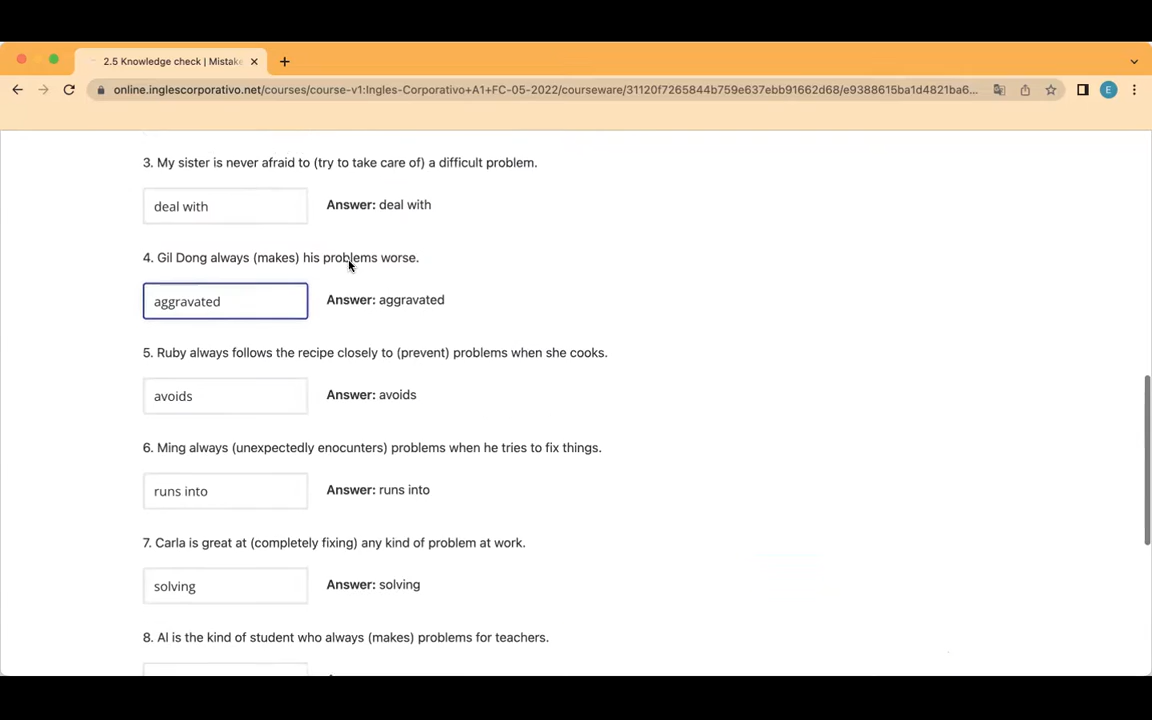 2.5 Knowledge check | Mistake
online.inglescorporativo.net/courses/course-v1:Ingles-Corporativo+A1+FC-05-2022/courseware/31120f7265844b759e637ebb91662d68/e9388615ba1d4821ba6...
E
3. My sister is never afraid to (try to take care of) a difficult problem.
deal with Answer: deal with
4. Gil Dong always (makes) his problems worse.
aggravated Answer: aggravated
5. Ruby always follows the recipe closely to (prevent) problems when she cooks.
avoids Answer: avoids
6. Ming always (unexpectedly enocunters) problems when he tries to fix things.
runs into Answer: runs into
7. Carla is great at (completely fixing) any kind of problem at work.
solving Answer: solving
8. Al is the kind of student who always (makes) problems for teachers.